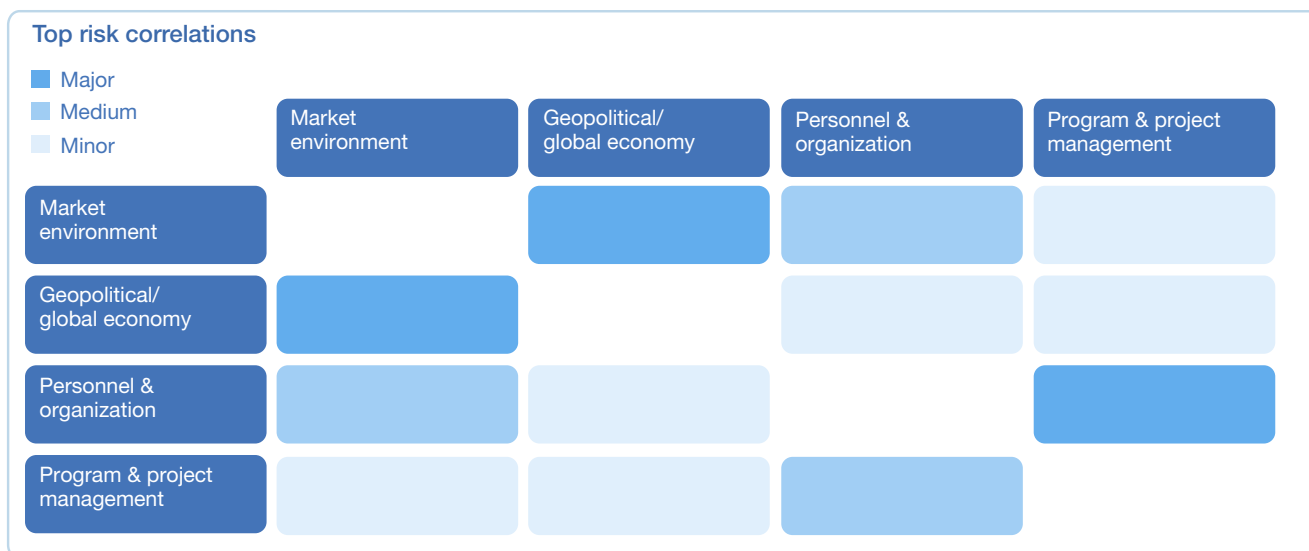 Top risk correlations
Major
Medium
Minor
Market
environment
Geopolitical/
global economy
Personnel &
organization
Program & project
management
Market
environment
Geopolitical/
global economy
Personnel &
organization
Program & project
management